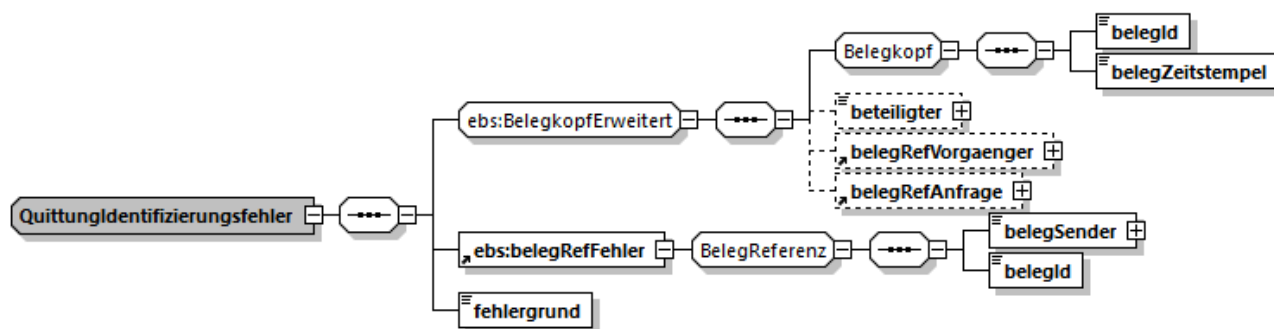 Belegkopf
belegId
belegZeitstempel
ebs:BelegkopfErweitert
beteiligter
belegRefVorgaenger
belegRefAnfrage
QuittungIdentifizierungsfehler
ebs:belegRefFehler
BelegReferenz
belegSender
belegId
fehlergrund